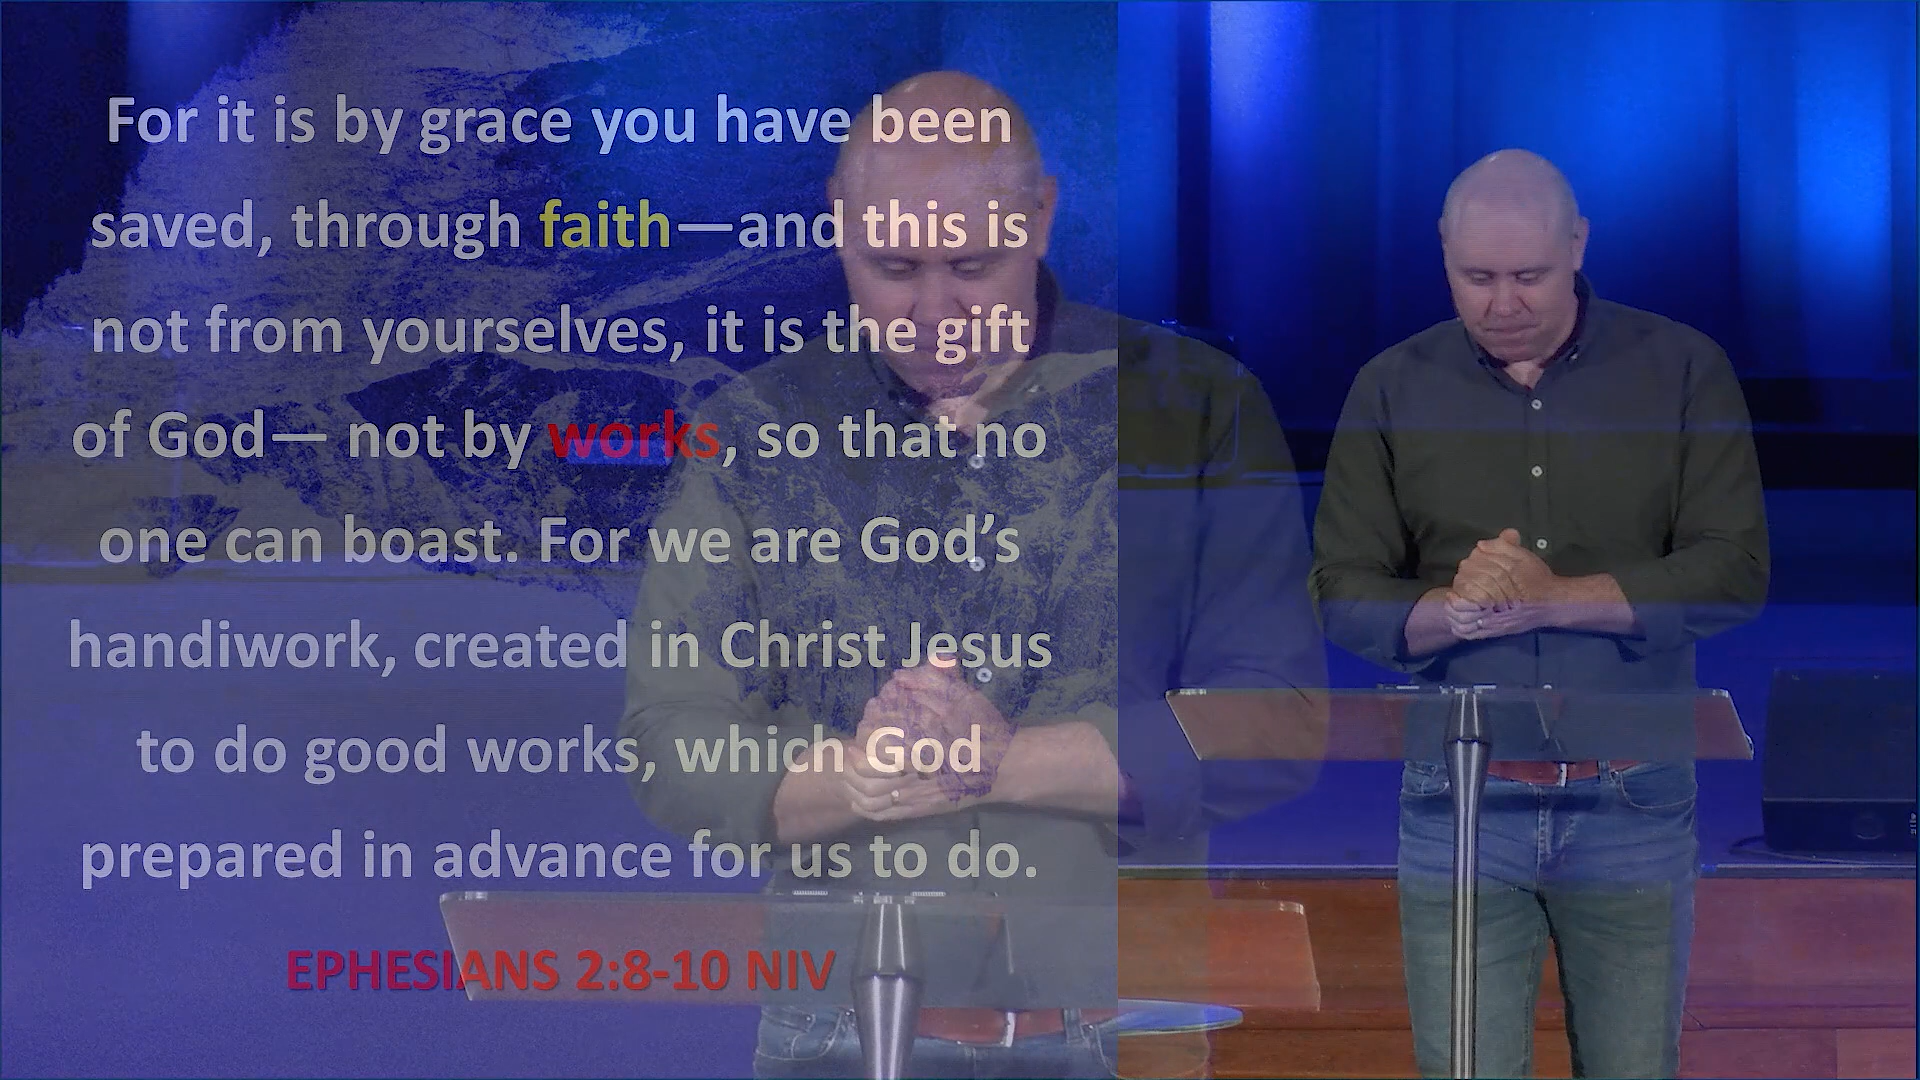 For it is by grace you have been
saved, through faith—and this is
not from yourselves, it is the gift
of God— not by works, so that no
one can boast. For we are God’s
handiwork, created in Christ Jesus
to do good works, which God
prepared in advance for us to do.
EPHESIANS 2:8-10 NIV